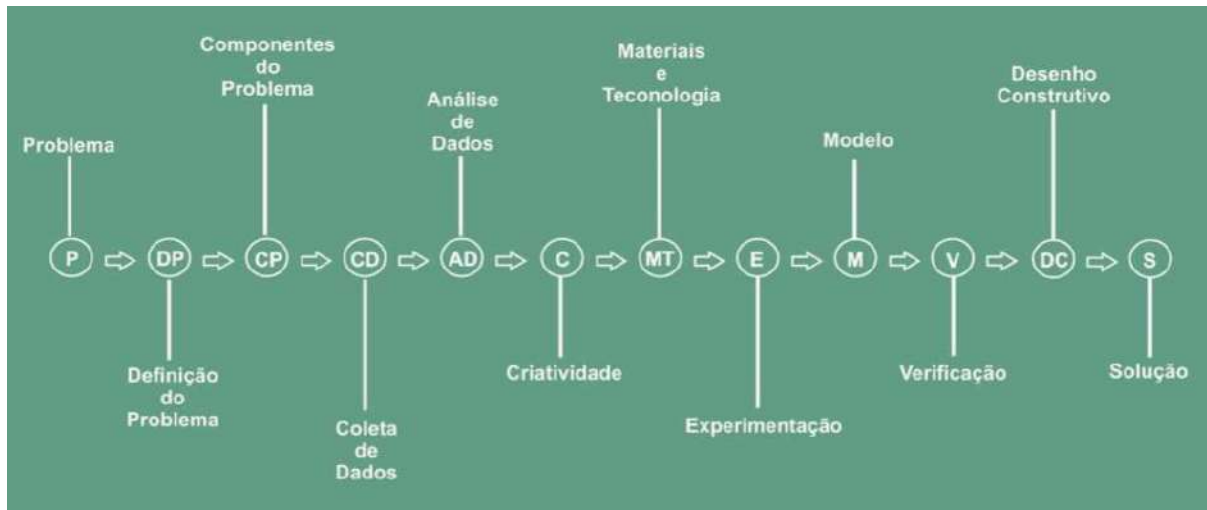 Componentes
do
Problema
Materiais
e
Teconologia
Desenho
Construtivo
Análise
de
Dados
Problema
Modelo
P
DP
CP
CD
AD
C
MT
E
M
V
DC
S
Definição
do
Problema
Criatividade
Verificação
Solução
Coleta
de
Dados
Experimentação